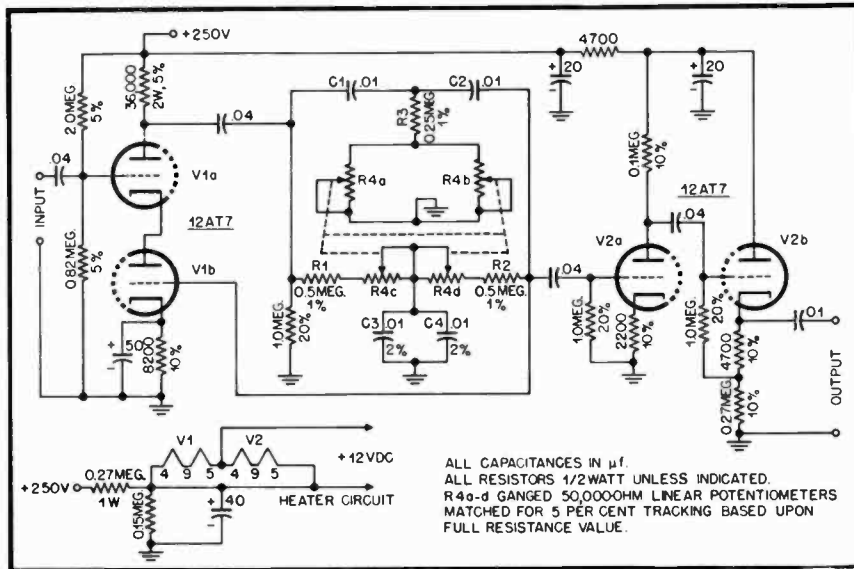 +250V
4700
36,000
2W, 5%
2.0MEG.
5%
.04
.04
C1 .01
C2 .01
R3
0.25MEG.
1%
+ 20 -
+ 20 -
0.1MEG.
10%
INPUT
V1a
12AT7
V1b
0.82MEG.
5%
R4a
R4b
R1
0.5MEG.
1%
R4c
R4d
R2
0.5MEG.
1%
1.0MEG.
20%
C3 .01
2%
C4 .01
2%
+ 50 -
8200
10%
.04
V2a
12AT7
.04
V2b
1.0MEG.
20%
2200
10%
1.0MEG.
20%
.01
4700
10%
0.27MEG.
10%
OUTPUT
V1
V2
4 9 5
4 9 5
+12VDC
+250V
0.27MEG.
1W
0.15MEG.
+ 40 -
HEATER CIRCUIT
ALL CAPACITANCES IN µf.
ALL RESISTORS 1/2 WATT UNLESS INDICATED.
R4a-d GANGED 50,000OHM LINEAR POTENTIOMETERS
MATCHED FOR 5 PER CENT TRACKING BASED UPON
FULL RESISTANCE VALUE.